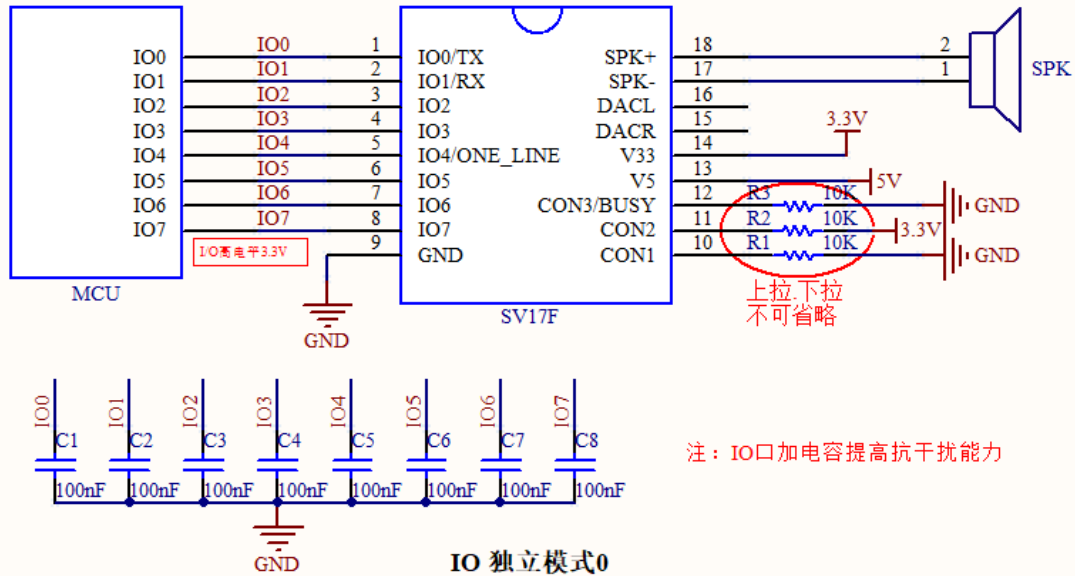 IO0 IO0 1 IO0/TX SPK+ 18 2
IO1 IO1 2 IO1/RX SPK- 17 1 SPK
IO2 IO2 3 IO2 DACL 16
IO3 IO3 4 IO3 DACR 15 3.3V
IO4 IO4 5 IO4/ONE_LINE V33 14
IO5 IO5 6 IO5 V5 13 5V
IO6 IO6 7 IO6 CON3/BUSY 12 R3 10K GND
IO7 IO7 8 IO7 CON2 11 R2 10K 3.3V
I/O高电平3.3V 9 GND CON1 10 R1 10K GND
MCU
SV17F
上拉.下拉
不可省略
GND
IO0 IO1 IO2 IO3 IO4 IO5 IO6 IO7
C1 C2 C3 C4 C5 C6 C7 C8
100nF 100nF 100nF 100nF 100nF 100nF 100nF 100nF
注：IO口加电容提高抗干扰能力
GND
IO 独立模式0